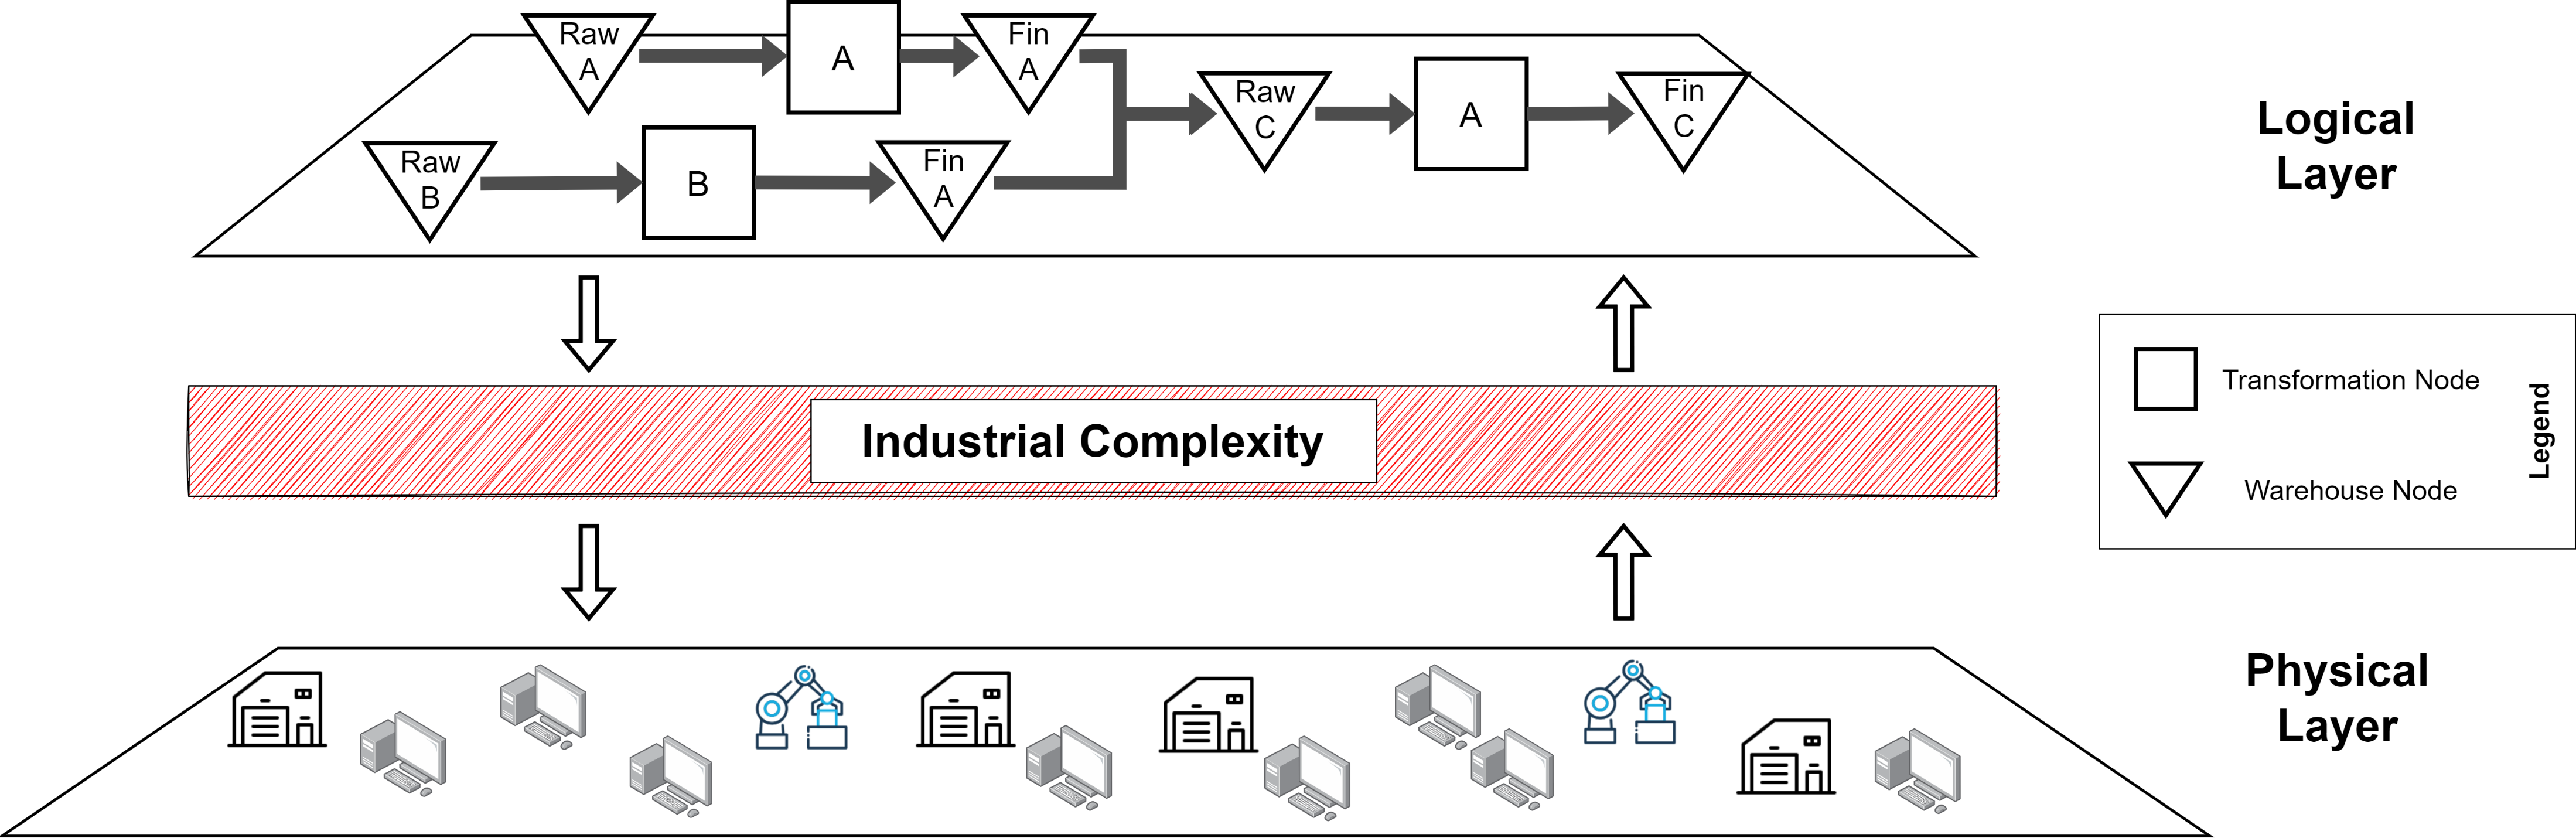 Raw
A
A
Fin
A
Raw
B
B
Fin
A
Raw
C
A
Fin
C
Logical
Layer
Industrial Complexity
Transformation Node
Warehouse Node
Legend
Physical
Layer